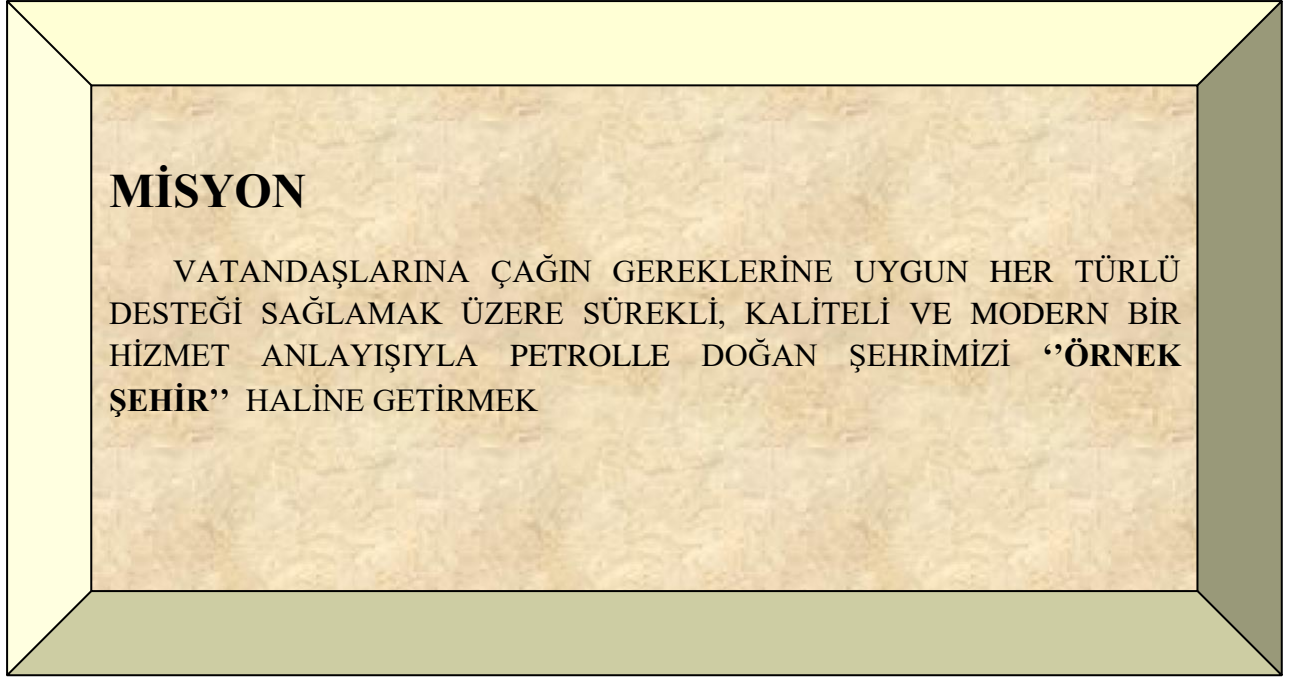 MİSYON
VATANDAŞLARINA ÇAĞIN GEREKLERİNE UYGUN HER TÜRLÜ
DESTEĞİ SAĞLAMAK ÜZERE SÜREKLİ, KALİTELİ VE MODERN BİR
HİZMET ANLAYIŞIYLA PETROLLE DOĞAN ŞEHRİMİZİ ‘’ÖRNEK
ŞEHİR’’ HALİNE GETİRMEK